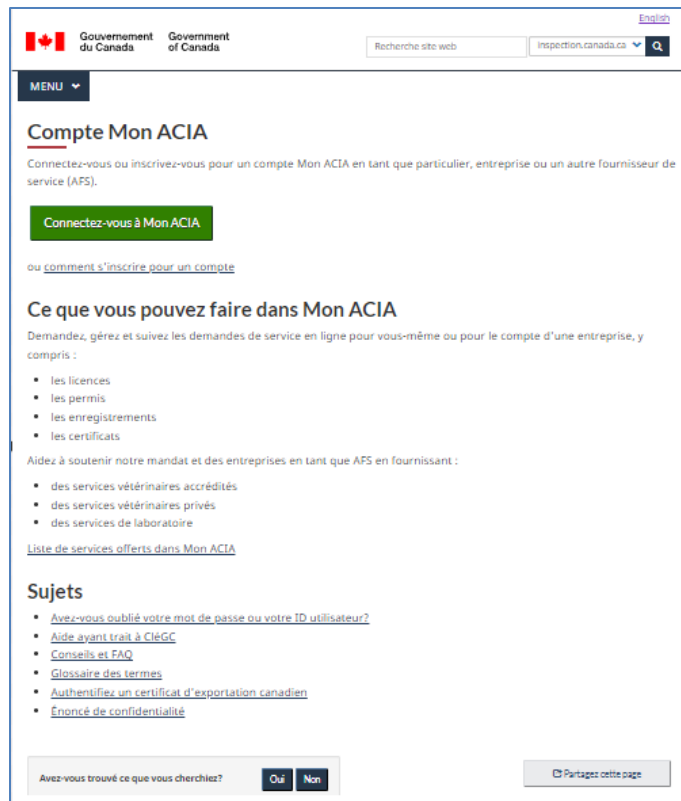 English
Gouvernement du Canada
Government of Canada
Recherche site web
inspection.canada.ca
MENU
Compte Mon ACIA
Connectez-vous ou inscrivez-vous pour un compte Mon ACIA en tant que particulier, entreprise ou un autre fournisseur de
service (AFS).
Connectez-vous à Mon ACIA
ou comment s'inscrire pour un compte
Ce que vous pouvez faire dans Mon ACIA
Demandez, gérez et suivez les demandes de service en ligne pour vous-même ou pour le compte d'une entreprise, y
compris :
• les licences
• les permis
• les enregistrements
• les certificats
Aidez à soutenir notre mandat et des entreprises en tant que AFS en fournissant :
• des services vétérinaires accrédités
• des services vétérinaires privés
• des services de laboratoire
Liste de services offerts dans Mon ACIA
Sujets
• Avez-vous oublié votre mot de passe ou votre ID utilisateur?
• Aide ayant trait à CléGC
• Conseils et FAQ
• Glossaire des termes
• Authentifiez un certificat d'exportation canadien
• Énoncé de confidentialité
Avez-vous trouvé ce que vous cherchiez?
Oui
Non
Partagez cette page